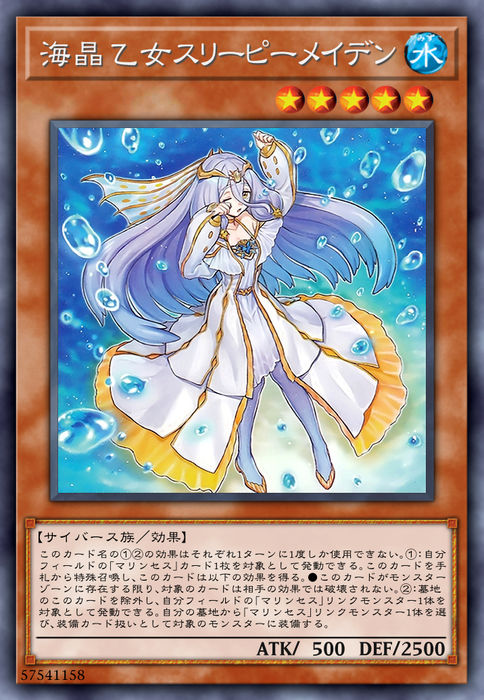 海晶乙女スリーピーメイデン
水
【サイバース族／効果】
このカード名の①②の効果はそれぞれ1ターンに1度しか使用できない。①：自分
フィールドの「マリンセス」カード1枚を対象として発動できる。このカードを手
札から特殊召喚し、このカードは以下の効果を得る。●このカードがモンスター
ゾーンに存在する限り、対象のカードは相手の効果では破壊されない。②：墓地
のこのカードを除外し、自分フィールドの「マリンセス」リンクモンスター1体を
対象として発動できる。自分の墓地から「マリンセス」リンクモンスター1体を選
び、装備カード扱いとして対象のモンスターに装備する。
ATK/ 500 DEF/2500
57541158